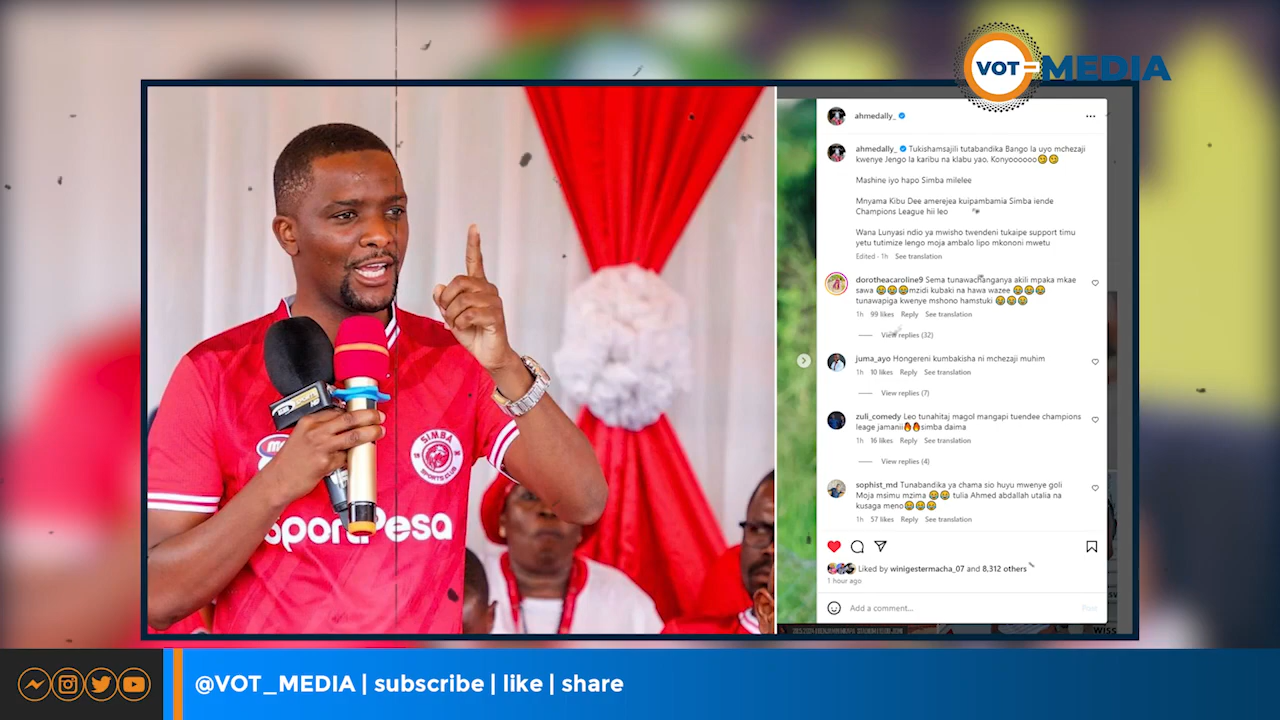 VOT MEDIA
ahmedally_
ahmedally_ Tukishamsajili tutabandika Bango la uyo mchezaji
kwenye Jengo la karibu na klabu yao, Konyoooooo😏😏
Mashine iyo hapo Simba milelee
Mnyama Kibu Dee amerejea kuipambamia Simba iende
Champions League hii leo
Wana Lunyasi ndio ya mwisho twendeni tukaipe support timu
yetu tutimize lengo moja ambalo lipo mkononi mwetu
Edited · 1h See translation
dorotheacaroline9 Sema tunawachanganya akili mpaka mkae
sawa 😂😂😂mzidi kubaki na hawa wazee 😂😂😂
tunawapiga kwenye mshono hamstuki 😂😂😂
1h 99 likes Reply See translation
View replies (32)
juma_ayo Hongereni kumbakisha ni mchezaji muhim
1h 10 likes Reply See translation
View replies (7)
zuli_comedy Leo tunahitaj magol mangapi tuendee champions
leage jamanii🔥🔥simba daima
1h 16 likes Reply See translation
View replies (4)
sophist_md Tunabandika ya chama sio huyu mwenye goli
Moja msimu mzima 😂😂 tulia Ahmed abdallah utalia na
kusaga meno😂😂😂
1h 57 likes Reply See translation
Liked by winigestermacha_07 and 8,312 others
1 hour ago
Add a comment...
Post
SIMBA
SPORTS CLUB
SportPesa
@VOT_MEDIA | subscribe | like | share